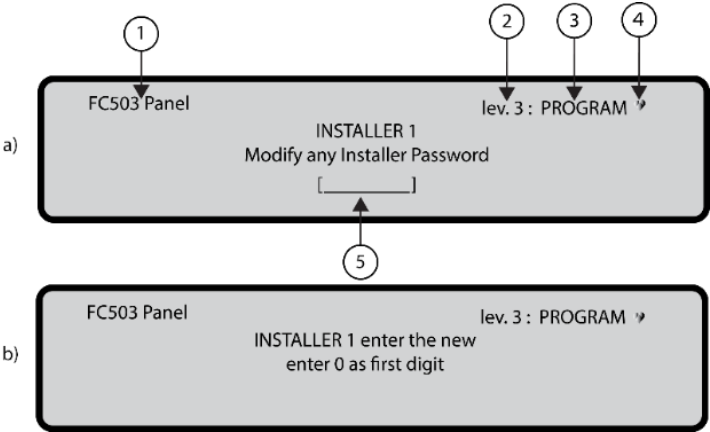 1 2 3 4
a)
FC503 Panel lev. 3 : PROGRAM
INSTALLER 1
Modify any Installer Password
[__________]
5
b)
FC503 Panel lev. 3 : PROGRAM
INSTALLER 1 enter the new
enter 0 as first digit